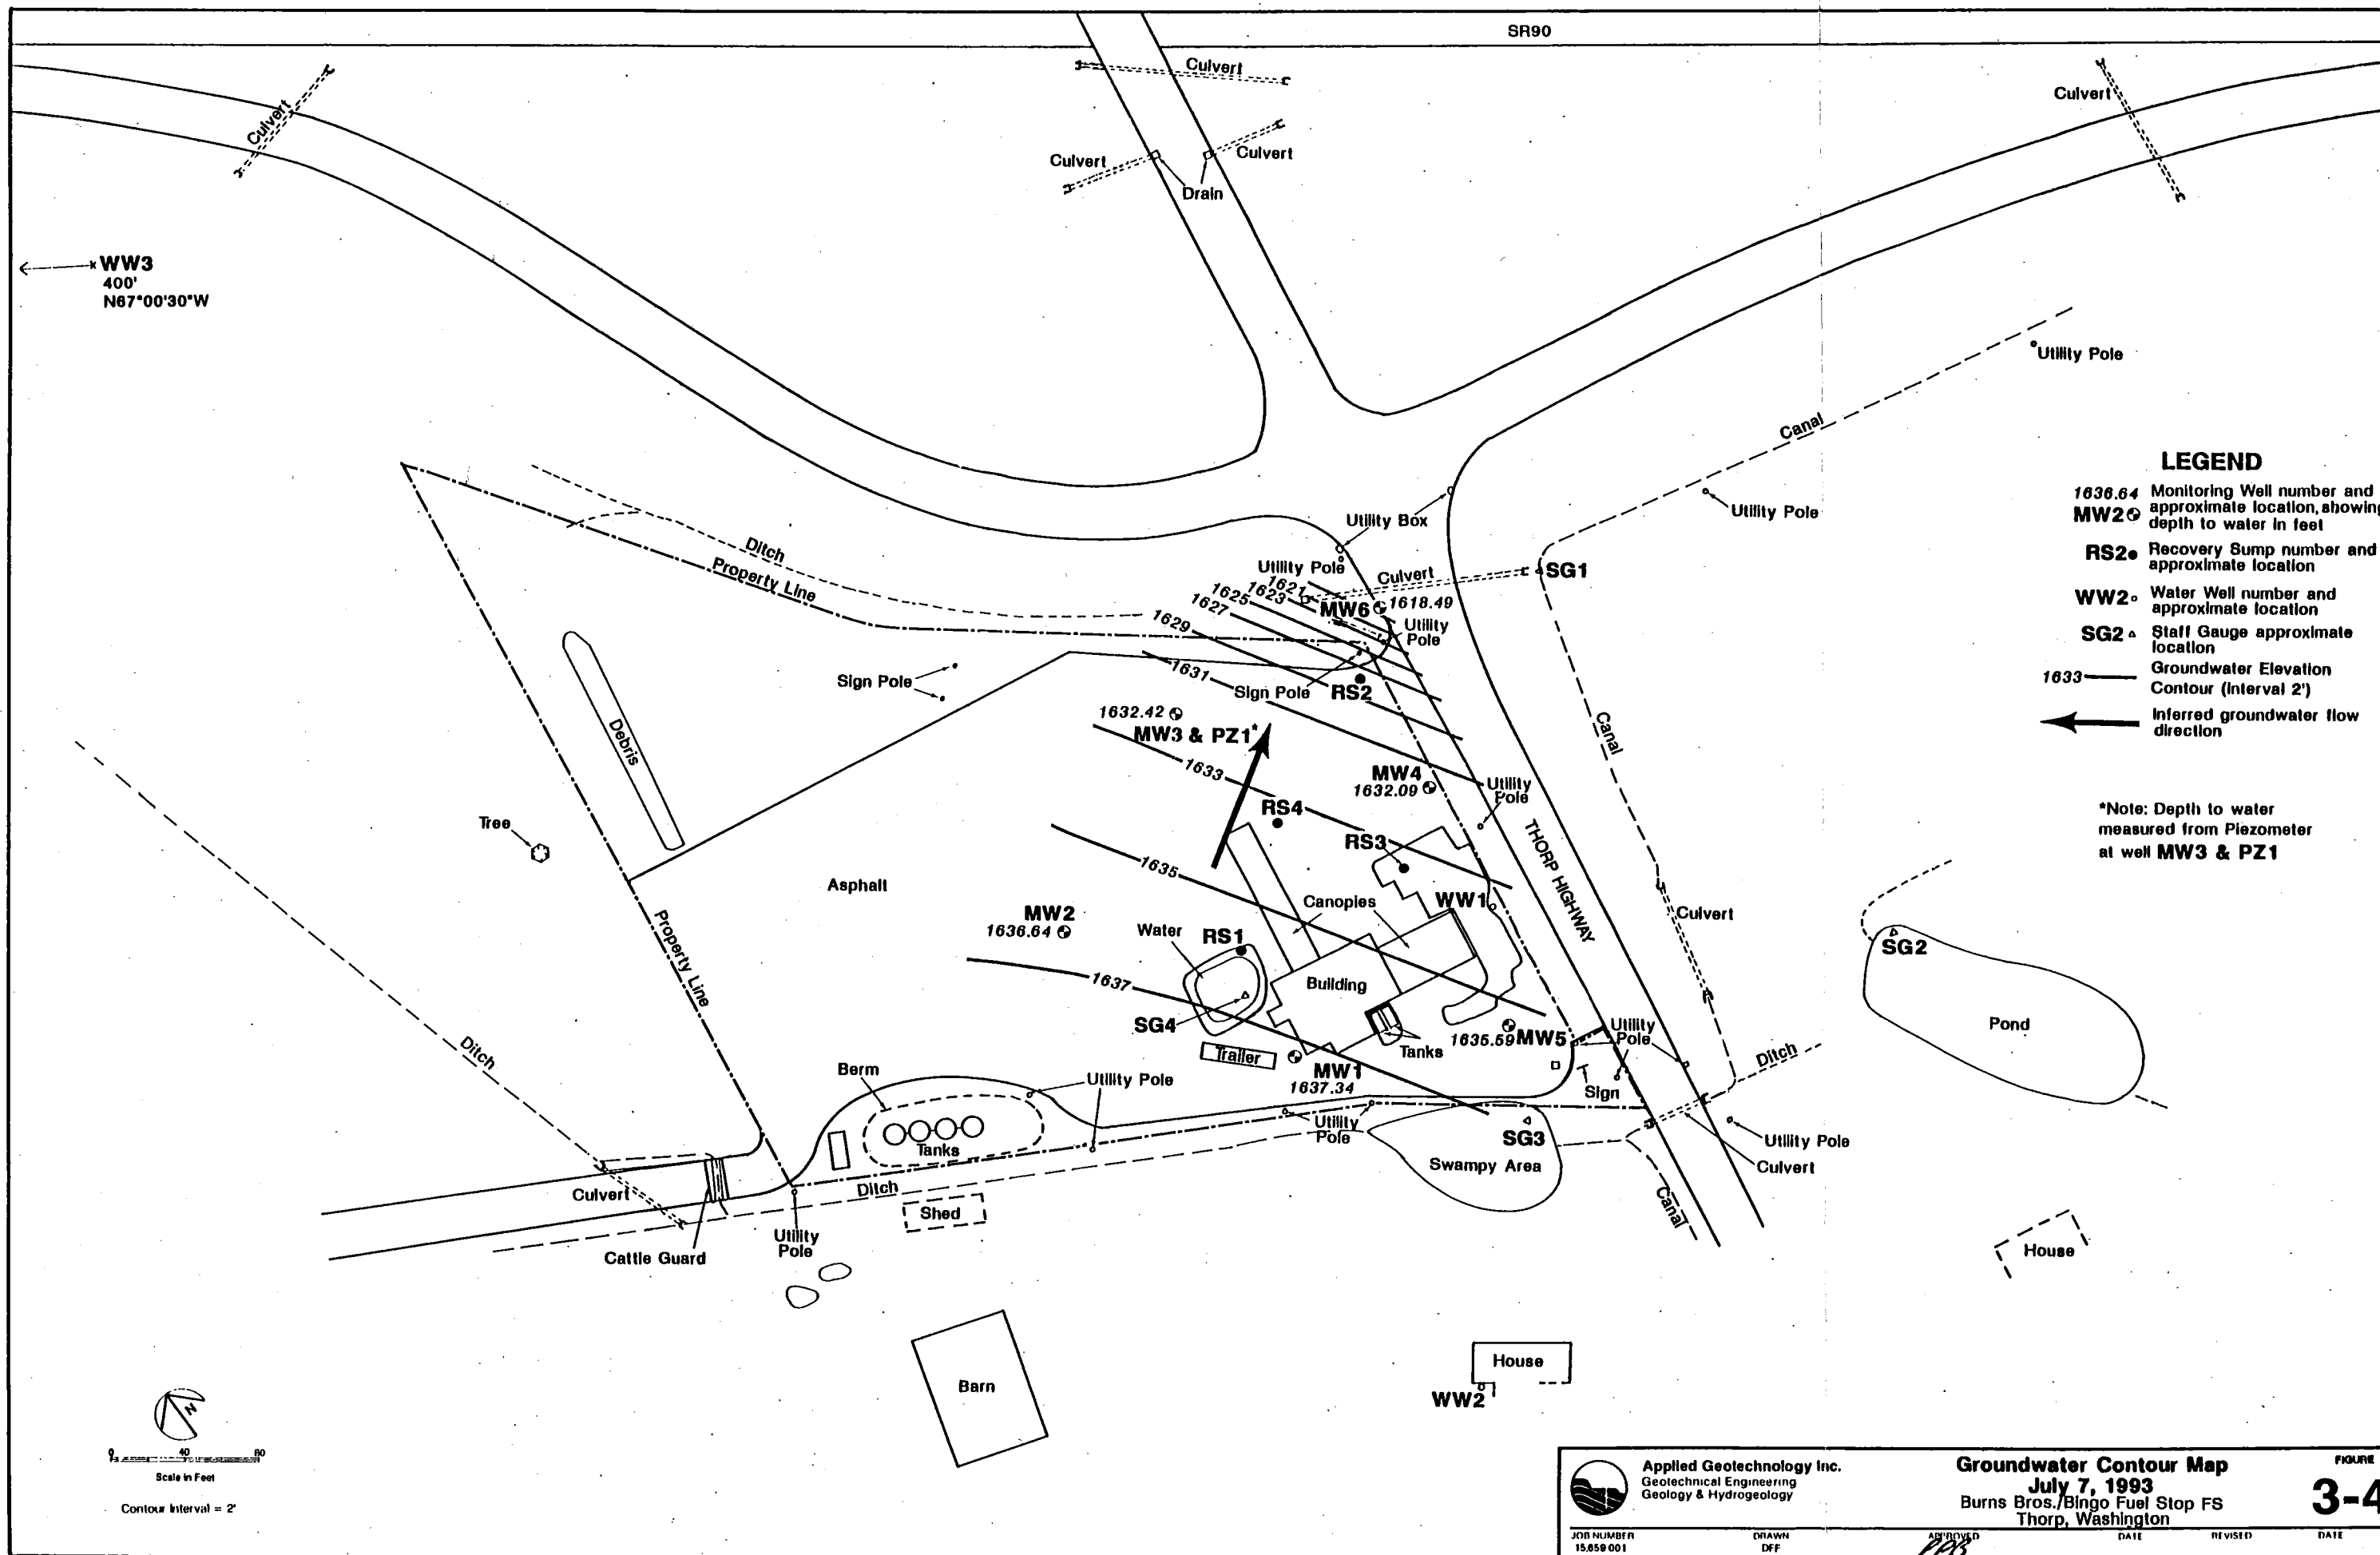 SR90
Culvert
Culvert
Culvert
Culvert
Culvert
Drain
WW3
400'
N67°00'30"W
Utility Pole
Canal
Utility Pole
LEGEND
1636.64 Monitoring Well number and
MW2 approximate location, showing
depth to water in feet
RS2 Recovery Sump number and
approximate location
WW2 Water Well number and
approximate location
SG2 Staff Gauge approximate
location
1633 Groundwater Elevation
Contour (Interval 2')
Inferred groundwater flow
direction
*Note: Depth to water
measured from Piezometer
at well MW3 & PZ1
Utility Box
Utility Pole
Culvert
SG1
Ditch
Property Line
1621
1623
1625
1627
1629
1631
MW6 1618.49
Utility
Pole
Sign Pole
Sign Pole
RS2
1632.42
MW3 & PZ1*
1633
MW4
1632.09
Utility
Pole
Canal
Debris
Tree
RS4
RS3
THORP HIGHWAY
1635
Asphalt
Canopies
WW1
Culvert
MW2
1636.64
Water
RS1
Property Line
SG2
Pond
1637
Building
SG4
Trailer
Tanks
1635.59 MW5
Utility
Pole
Ditch
MW1
1637.34
Sign
Ditch
Berm
Utility Pole
Tanks
Utility
Pole
SG3
Swampy Area
Utility Pole
Culvert
Culvert
Ditch
Shed
Canal
Utility
Pole
Cattle Guard
House
Barn
House
WW2
N
0 40 80
Scale in Feet
Contour Interval = 2'
Applied Geotechnology Inc.
Geotechnical Engineering
Geology & Hydrogeology
Groundwater Contour Map
July 7, 1993
Burns Bros./Bingo Fuel Stop FS
Thorp, Washington
FIGURE
3-4
JOB NUMBER DRAWN APPROVED DATE REVISED DATE
15,659 001 DFF